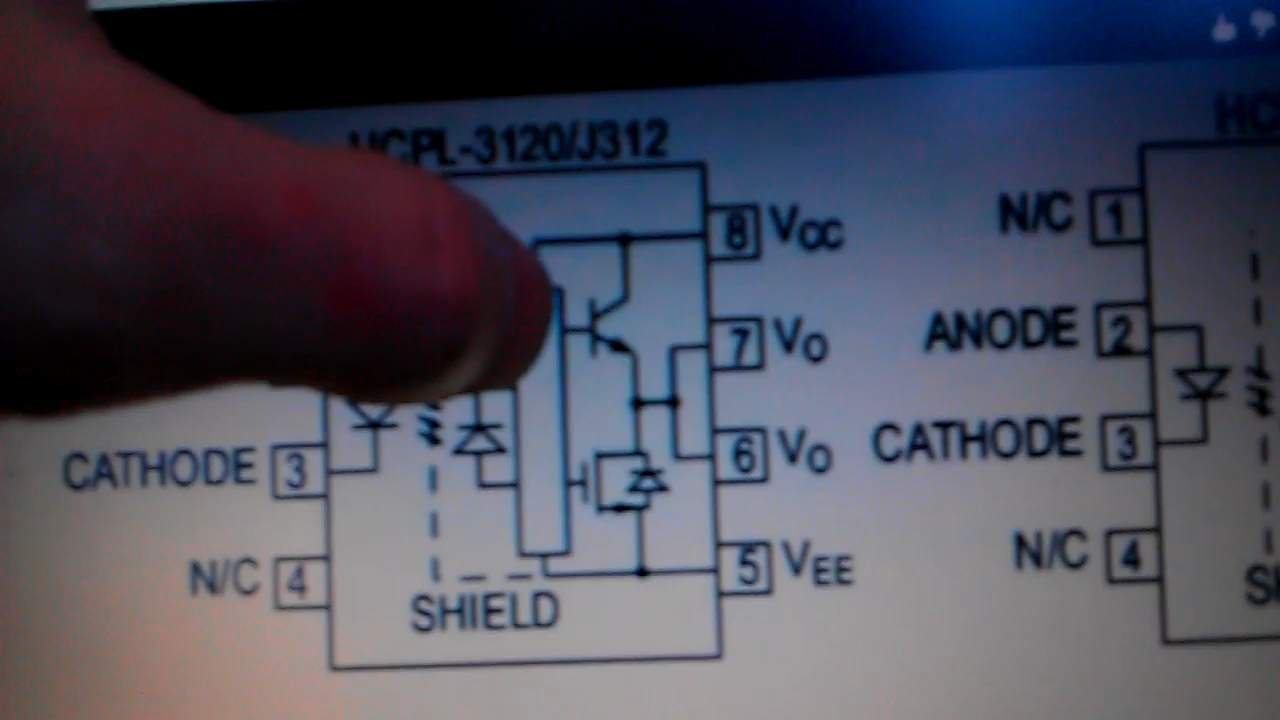 HCPL-3120/J312
8 VCC
7 VO
CATHODE 3
6 VO
N/C 4
5 VEE
SHIELD
N/C 1
ANODE 2
CATHODE 3
N/C 4